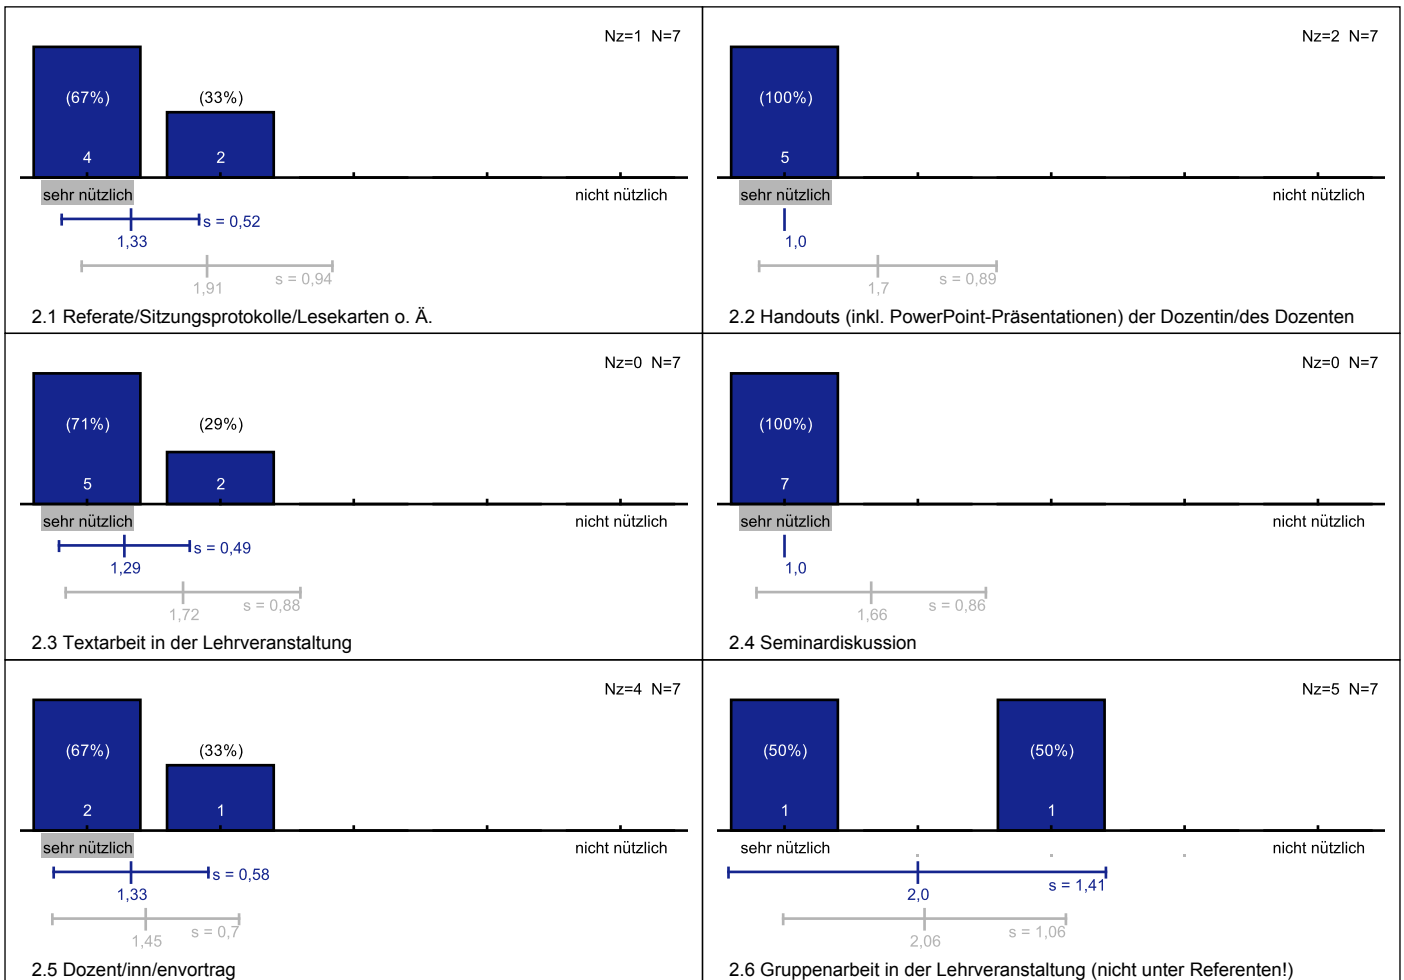 Nz=1 N=7
(67%) (33%)
4 2
sehr nützlich nicht nützlich
s = 0,52
1,33
s = 0,94
1,91
2.1 Referate/Sitzungsprotokolle/Lesekarten o. Ä.
Nz=2 N=7
(100%)
5
sehr nützlich nicht nützlich
1,0
s = 0,89
1,7
2.2 Handouts (inkl. PowerPoint-Präsentationen) der Dozentin/des Dozenten
Nz=0 N=7
(71%) (29%)
5 2
sehr nützlich nicht nützlich
s = 0,49
1,29
s = 0,88
1,72
2.3 Textarbeit in der Lehrveranstaltung
Nz=0 N=7
(100%)
7
sehr nützlich nicht nützlich
1,0
s = 0,86
1,66
2.4 Seminardiskussion
Nz=4 N=7
(67%) (33%)
2 1
sehr nützlich nicht nützlich
s = 0,58
1,33
s = 0,7
1,45
2.5 Dozent/inn/envortrag
Nz=5 N=7
(50%) (50%)
1 1
sehr nützlich nicht nützlich
s = 1,41
2,0
s = 1,06
2,06
2.6 Gruppenarbeit in der Lehrveranstaltung (nicht unter Referenten!)